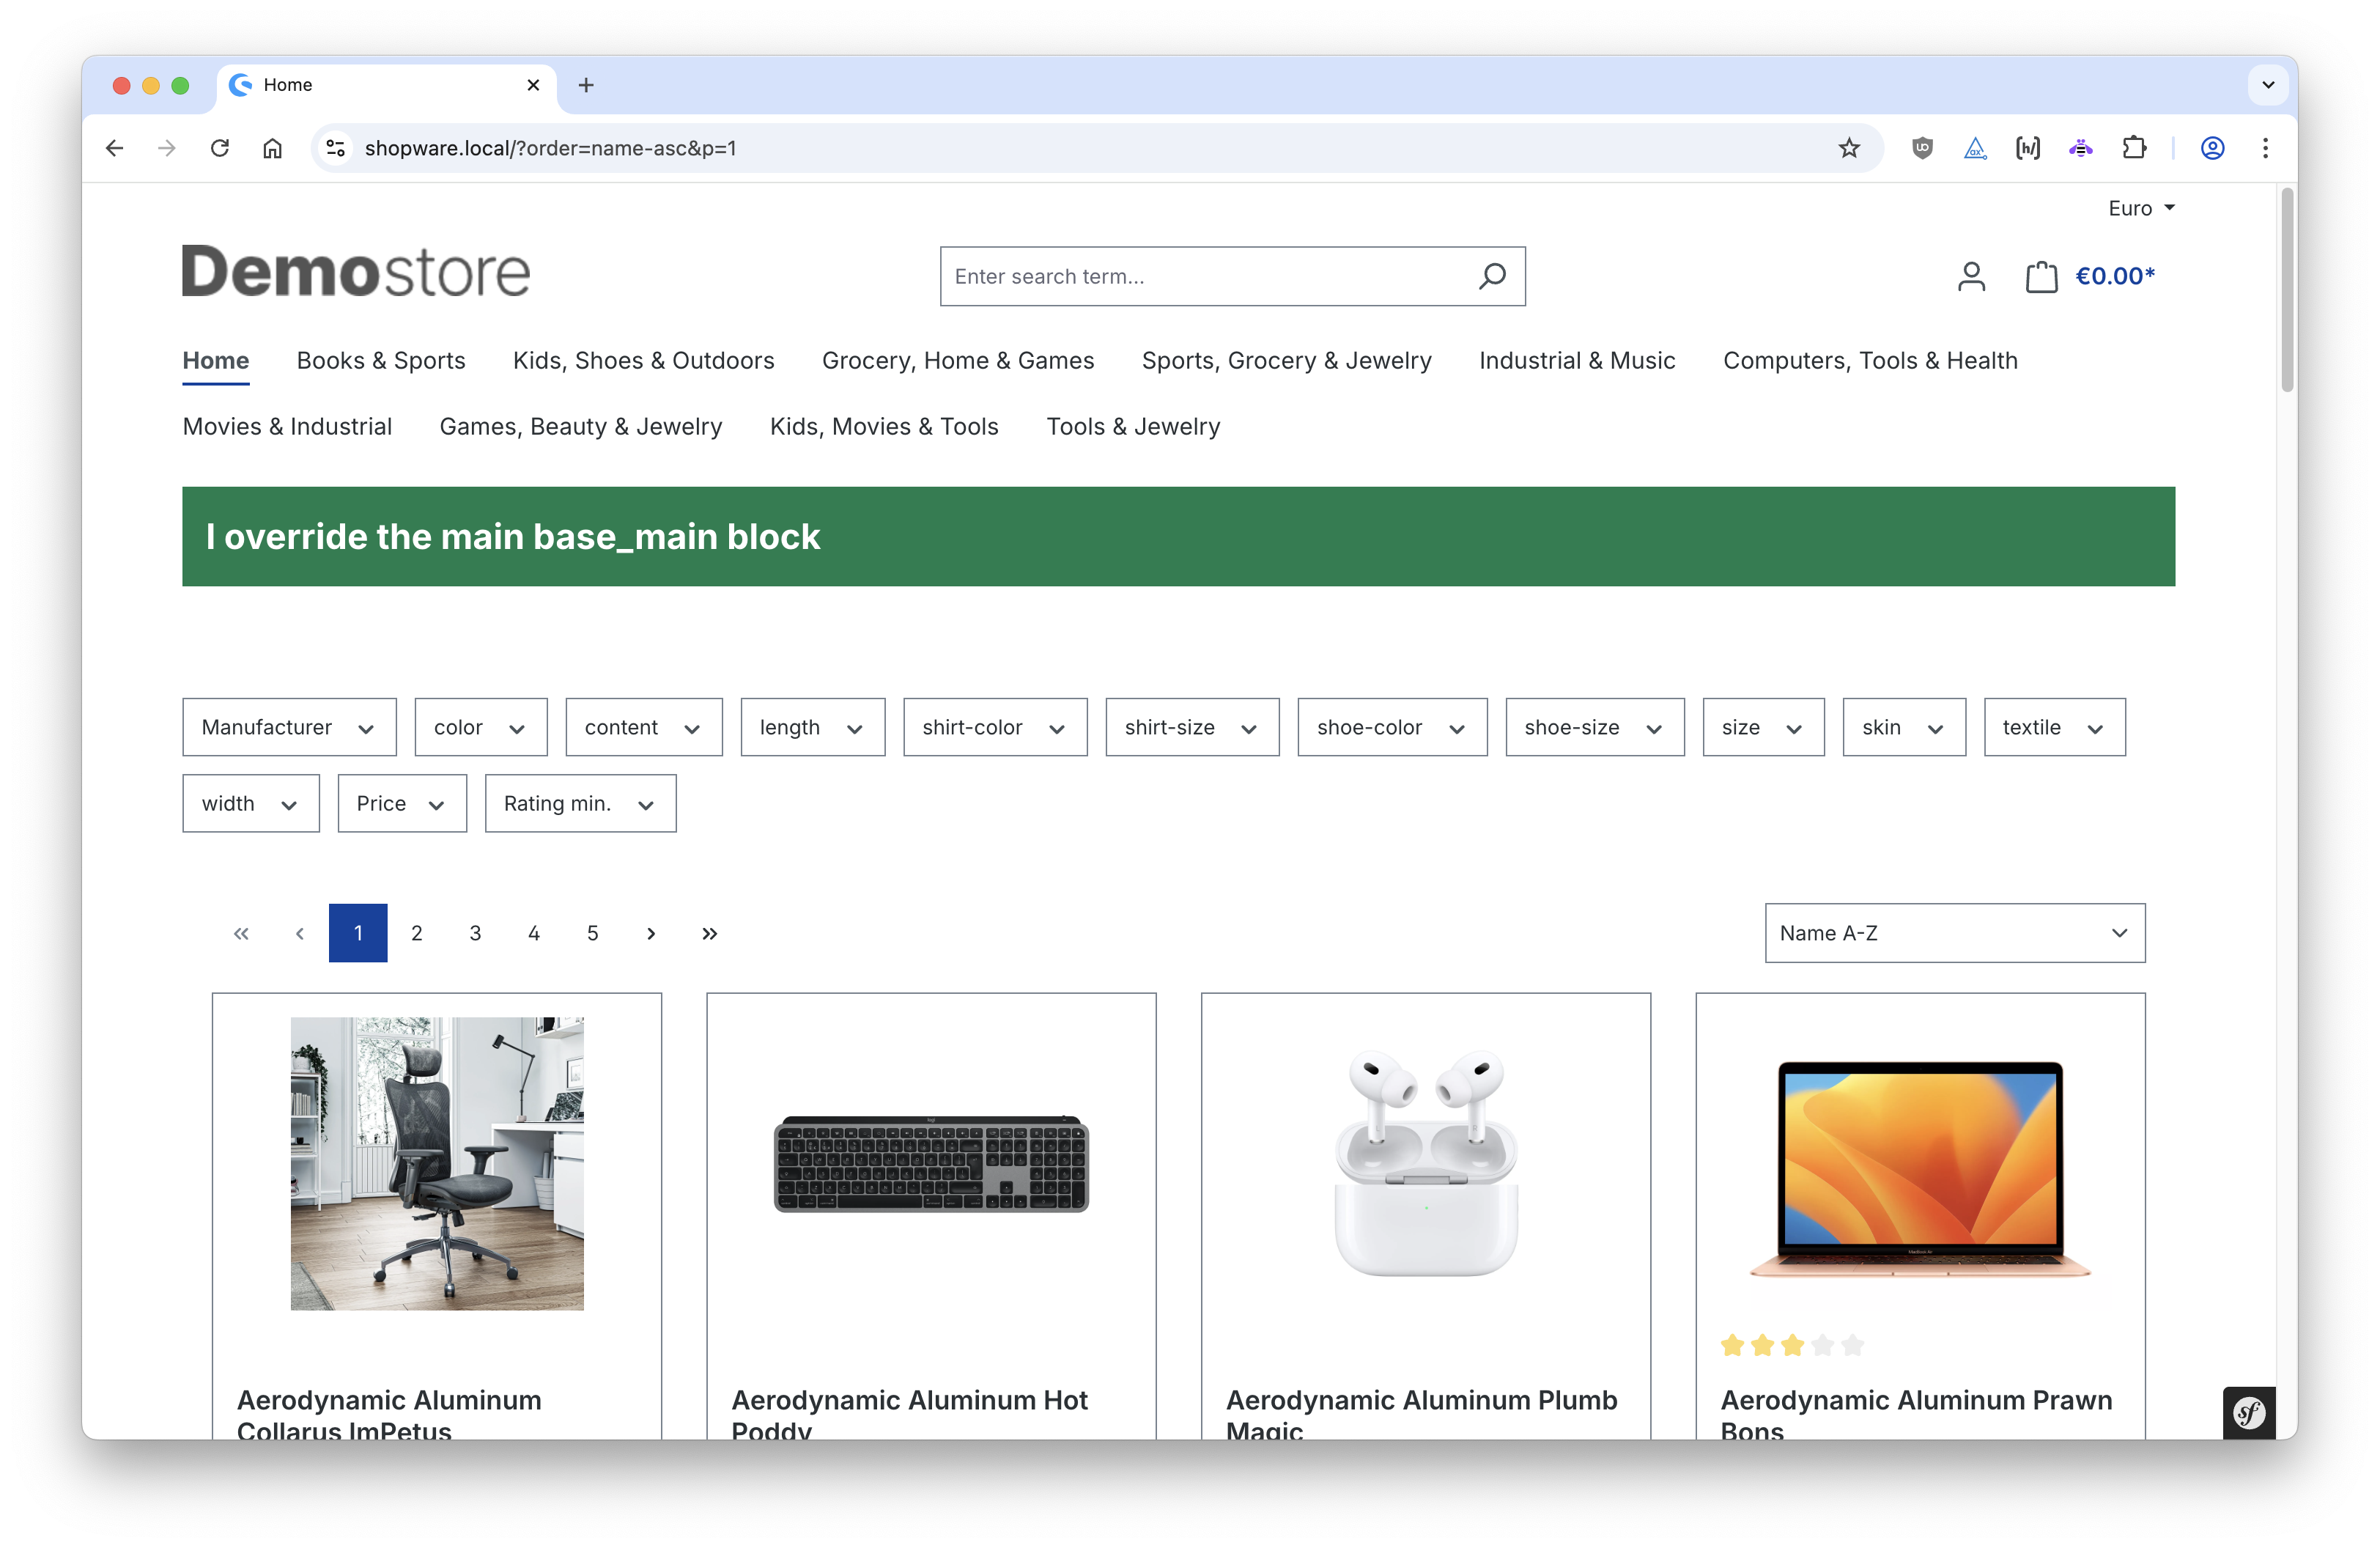 Home
shopware.local/?order=name-asc&p=1
Euro
Demostore
Enter search term...
€0.00*
Home Books & Sports Kids, Shoes & Outdoors Grocery, Home & Games Sports, Grocery & Jewelry Industrial & Music Computers, Tools & Health
Movies & Industrial Games, Beauty & Jewelry Kids, Movies & Tools Tools & Jewelry
I override the main base_main block
Manufacturer color content length shirt-color shirt-size shoe-color shoe-size size skin textile
width Price Rating min.
« ‹ 1 2 3 4 5 › »
Name A-Z
Aerodynamic Aluminum
Collarus ImPetus
Aerodynamic Aluminum Hot
Poddy
Aerodynamic Aluminum Plumb
Magic
Aerodynamic Aluminum Prawn
Bons
sf